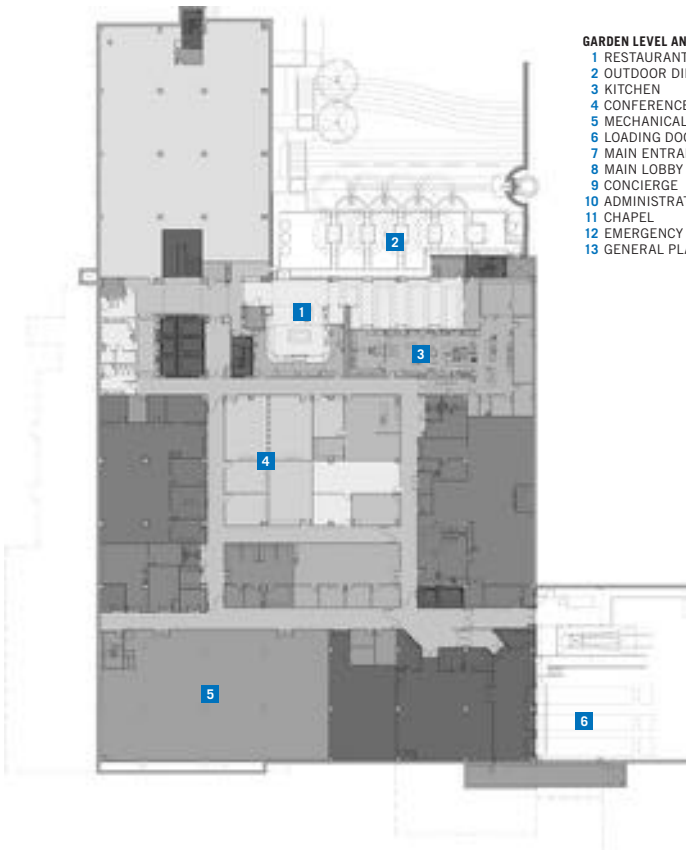 GARDEN LEVEL AN
1 RESTAURANT
2 OUTDOOR DI
3 KITCHEN
4 CONFERENCE
5 MECHANICAL
6 LOADING DO
7 MAIN ENTRA
8 MAIN LOBBY
9 CONCIERGE
10 ADMINISTRAT
11 CHAPEL
12 EMERGENCY
13 GENERAL PLA
2
1
3
4
5
6